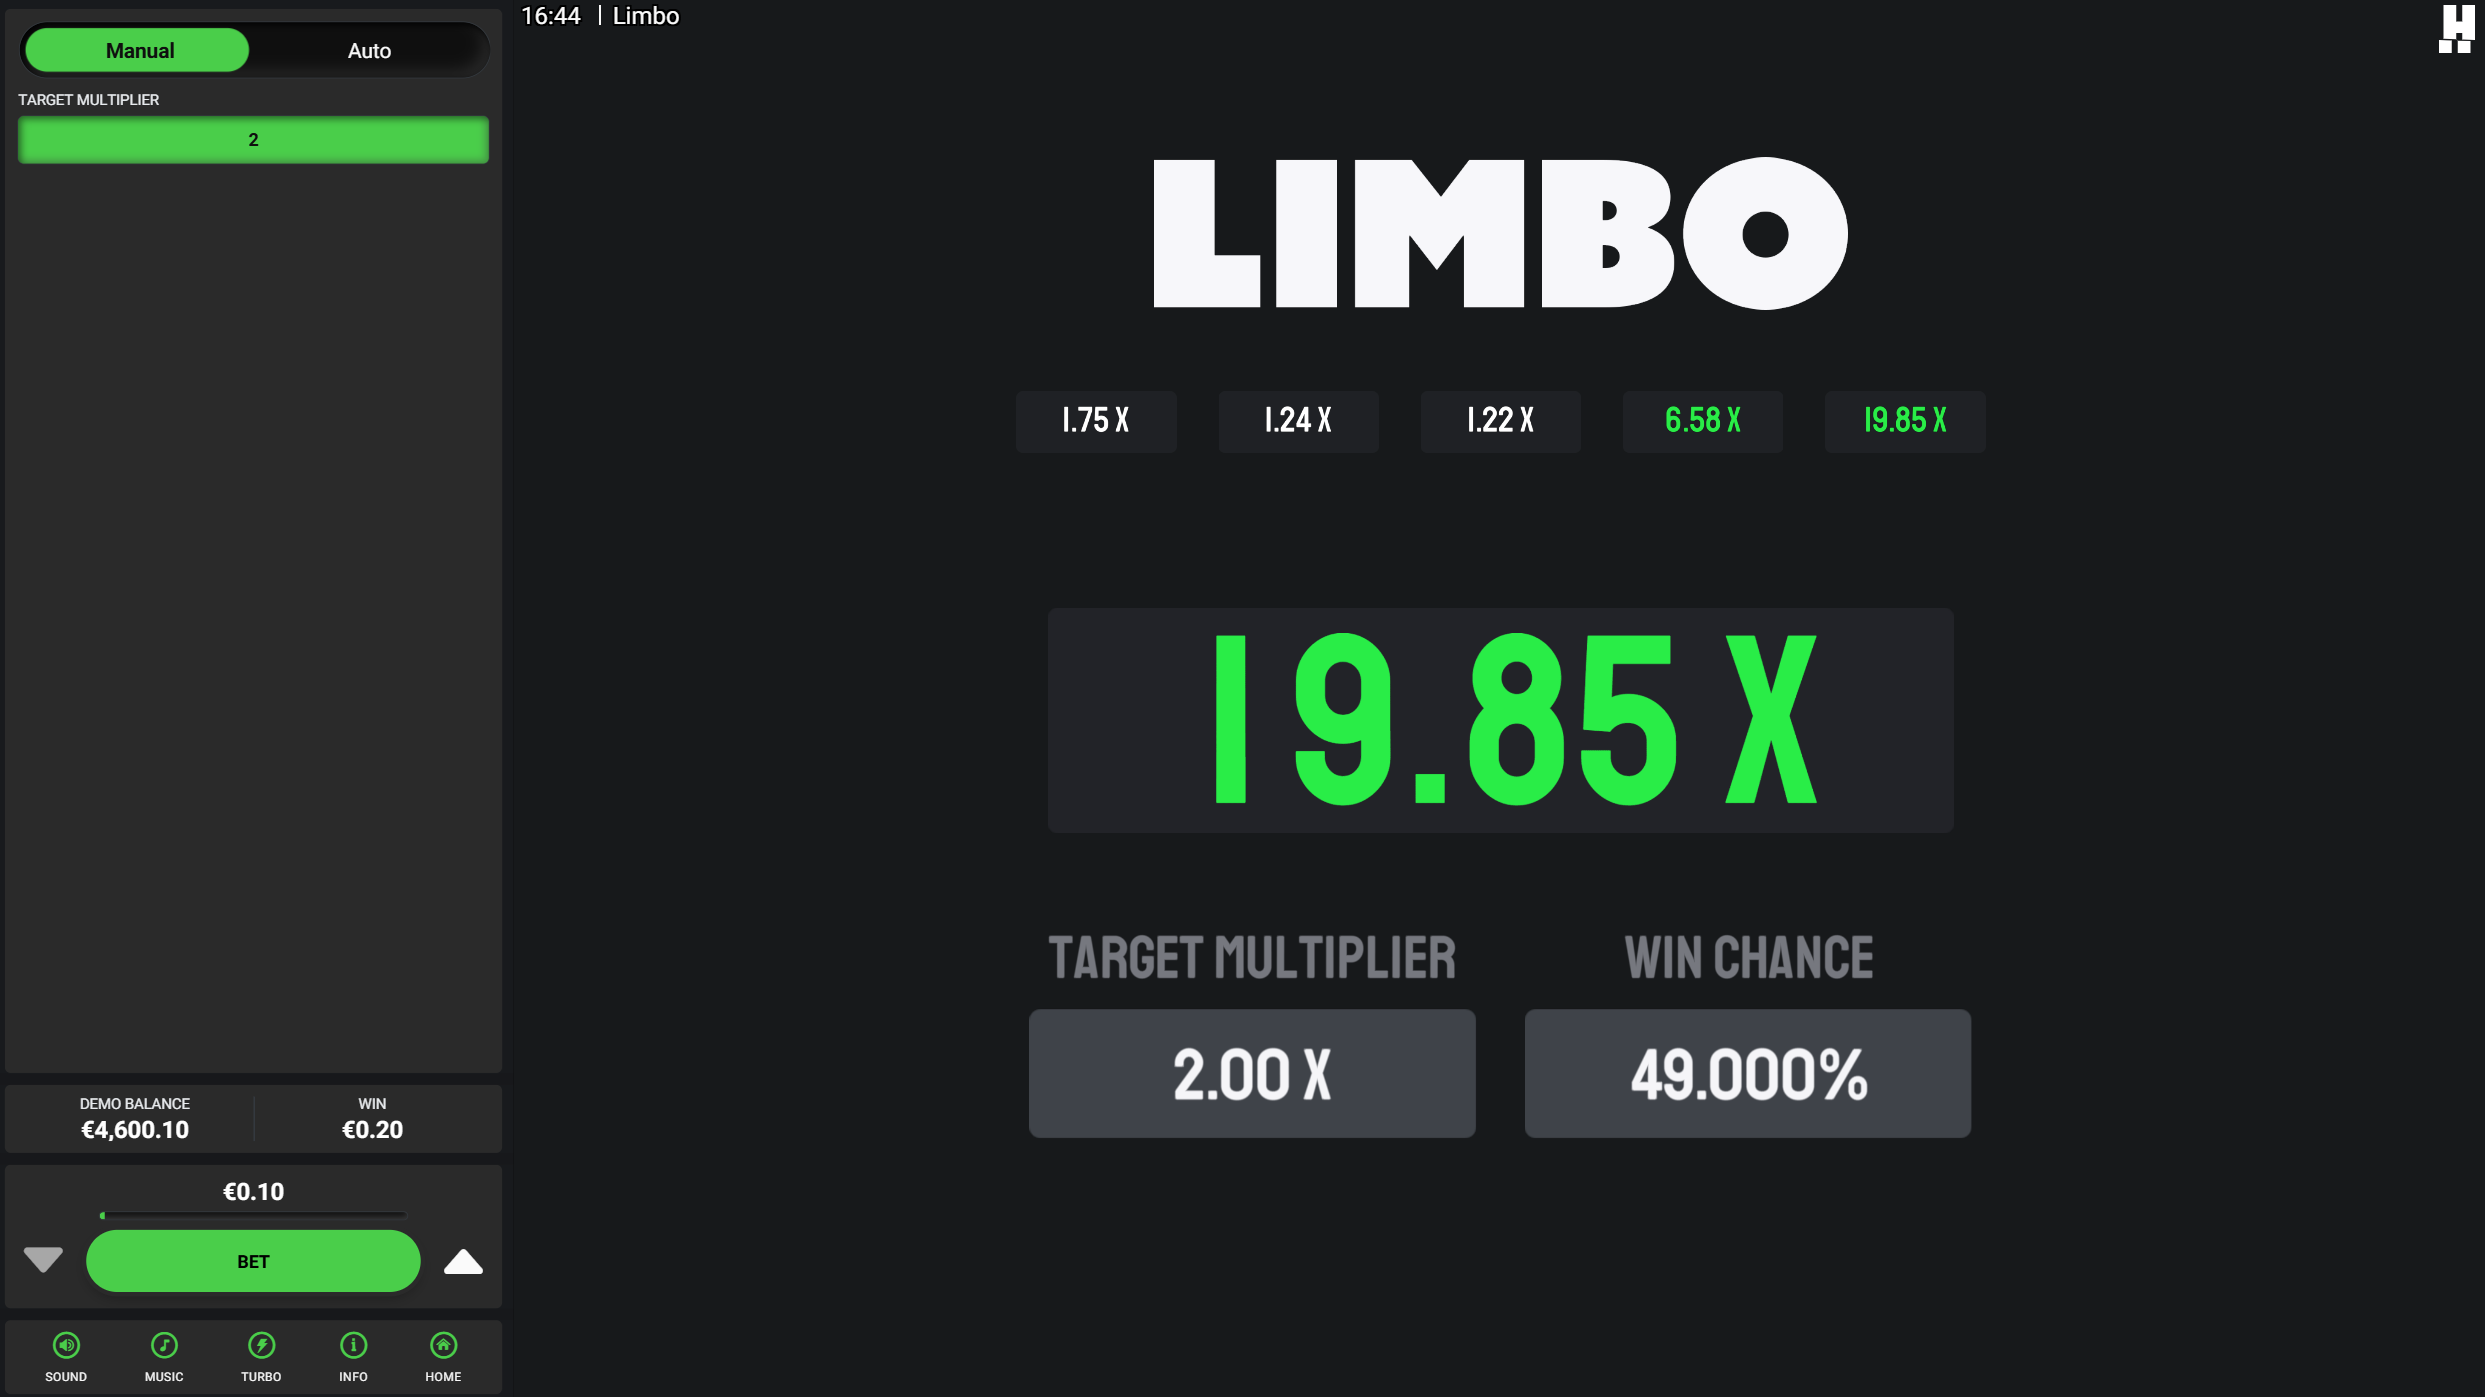 Manual Auto
TARGET MULTIPLIER
2
DEMO BALANCE WIN
€4,600.10 €0.20
€0.10
BET
SOUND MUSIC TURBO INFO HOME
16:44 | Limbo
LIMBO
1.75 X 1.24 X 1.22 X 6.58 X 19.85 X
19.85 X
TARGET MULTIPLIER WIN CHANCE
2.00 X 49.000%